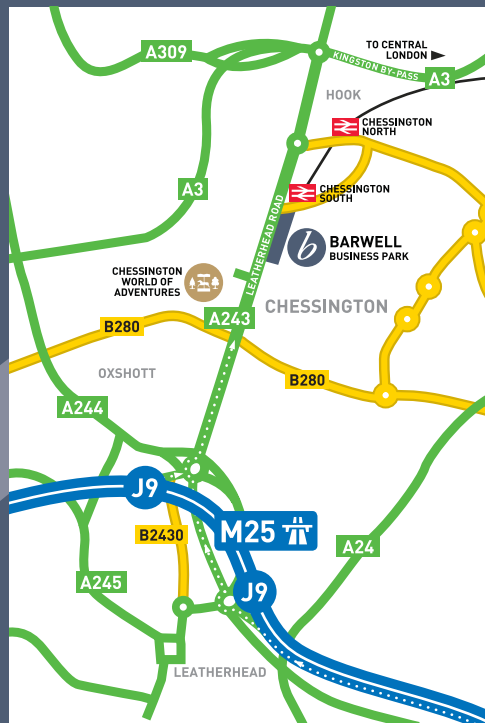 A309
TO CENTRAL
LONDON
KINGSTON BY-PASS
A3
HOOK
CHESSINGTON
NORTH
A3
CHESSINGTON
SOUTH
LEATHERHEAD ROAD
b
BARWELL
BUSINESS PARK
CHESSINGTON
WORLD OF
ADVENTURES
CHESSINGTON
A243
B280
OXSHOTT
B280
A244
J9
M25
B2430
A24
A245
J9
LEATHERHEAD